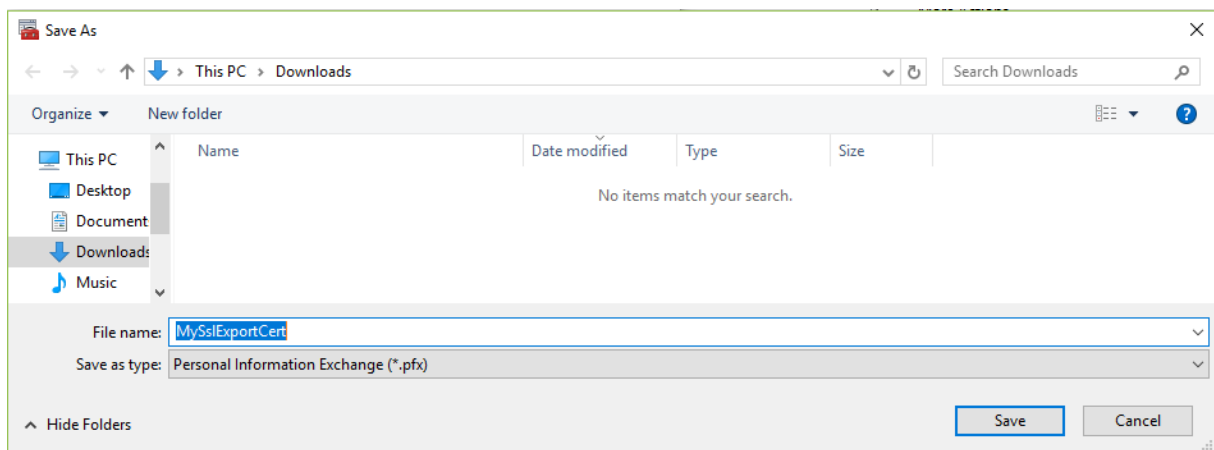 Save As
This PC > Downloads
Search Downloads
Organize
New folder
This PC
Desktop
Document
Downloads
Music
Name
Date modified
Type
Size
No items match your search.
File name: MySslExportCert
Save as type: Personal Information Exchange (*.pfx)
Hide Folders
Save
Cancel